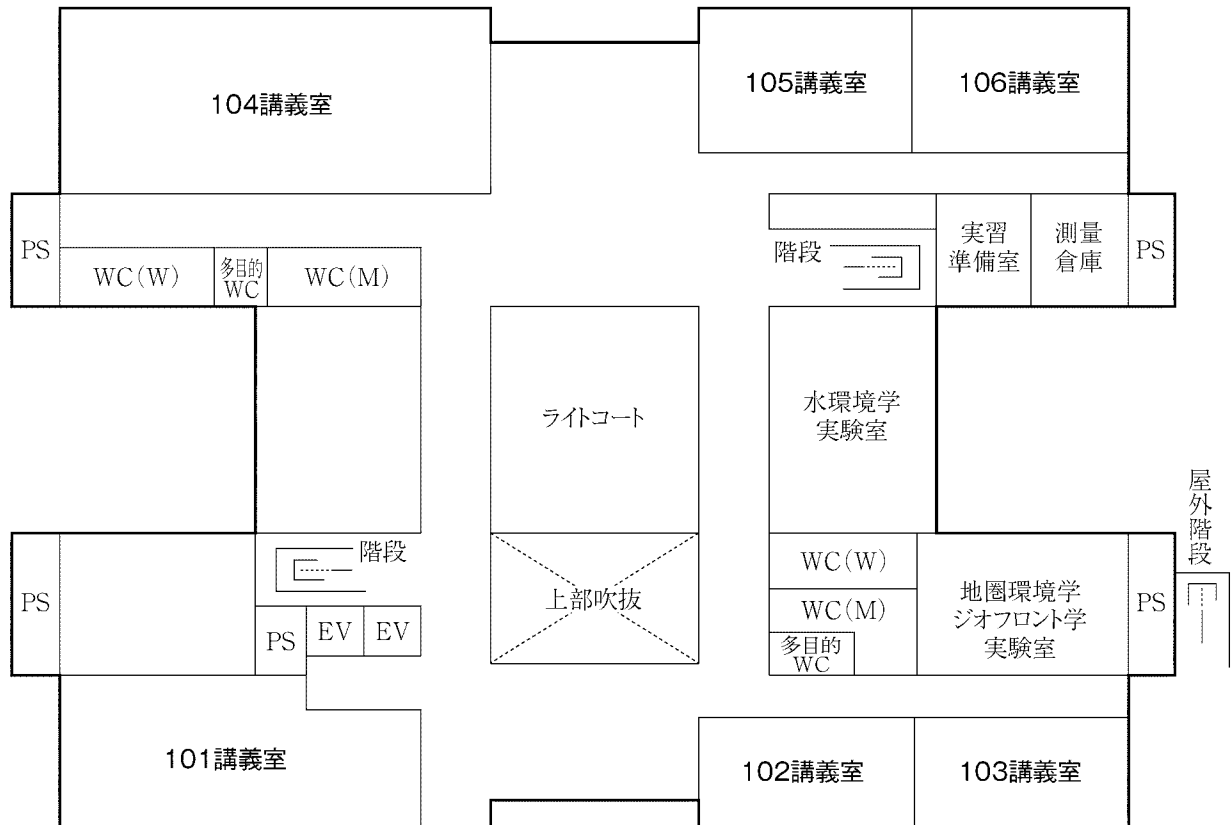 104講義室
105講義室
106講義室
PS
WC(W)
多目的
WC
WC(M)
階段
実習
準備室
測量
倉庫
PS
ライトコート
水環境学
実験室
屋外階段
PS
階段
EV
EV
PS
上部吹抜
WC(W)
WC(M)
多目的
WC
地圏環境学
ジオフロント学
実験室
PS
101講義室
102講義室
103講義室